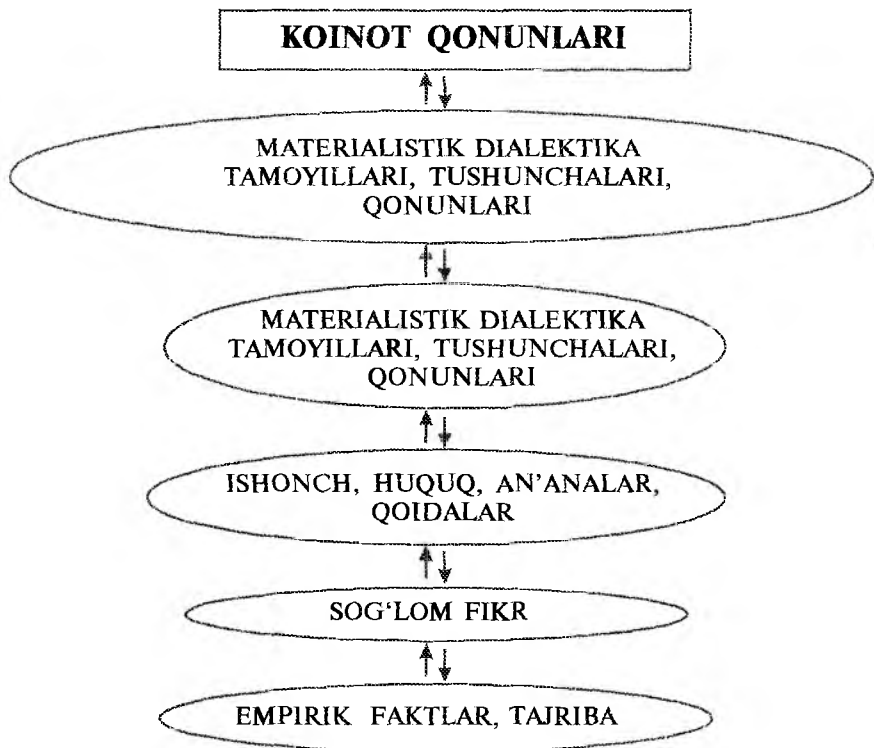 KOINOT QONUNLARI
MATERIALISTIK DIALEKTIKA
TAMOYILLARI, TUSHUNCHALARI,
QONUNLARI
MATERIALISTIK DIALEKTIKA
TAMOYILLARI, TUSHUNCHALARI,
QONUNLARI
ISHONCH, HUQUQ, AN’ANALAR,
QOIDALAR
SOG‘LOM FIKR
EMPIRIK FAKTLAR, TAJRIBA